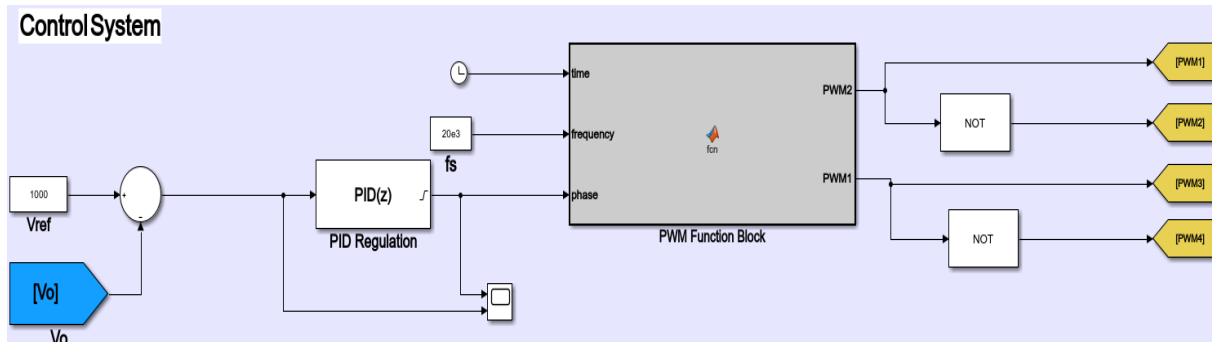 Control System
time
PWM2
[PWM1]
[PWM2]
NOT
20e3
frequency
fcn
fs
1000
+
-
Vref
PID(z)
PID Regulation
phase
PWM1
[PWM3]
NOT
[PWM4]
PWM Function Block
[Vo]
Vo